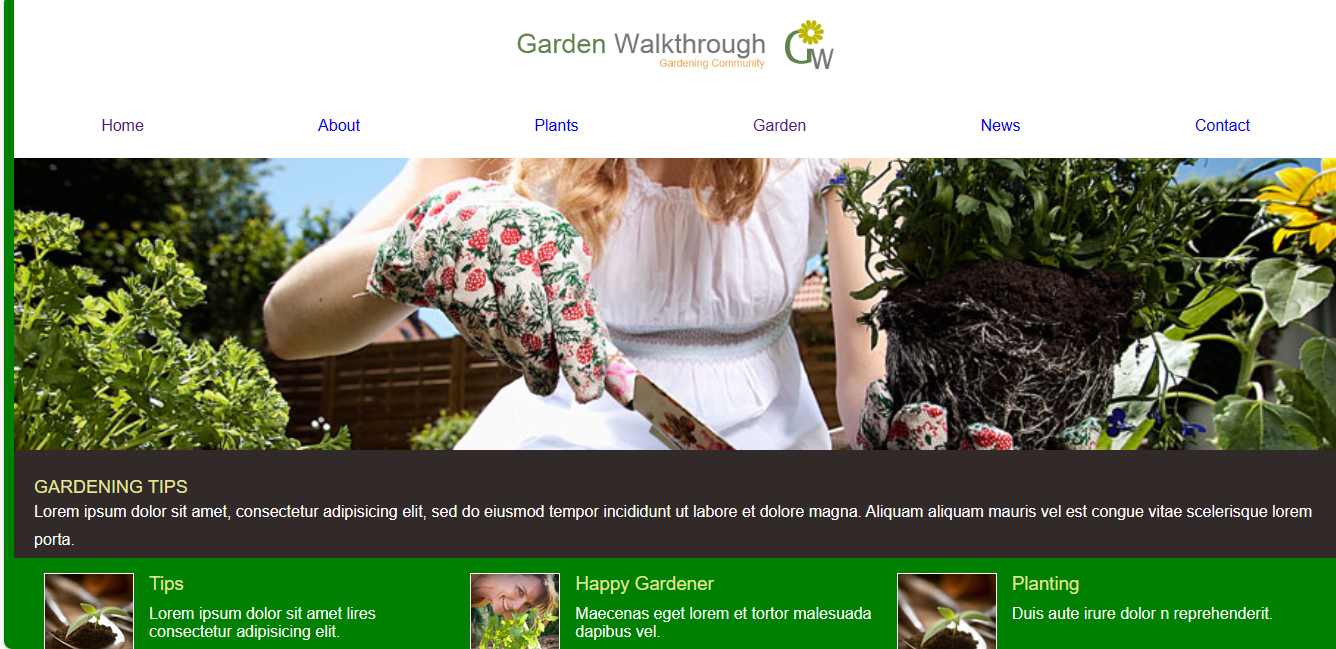 Garden Walkthrough
Gardening Community
GW
Home About Plants Garden News Contact
GARDENING TIPS
Lorem ipsum dolor sit amet, consectetur adipisicing elit, sed do eiusmod tempor incididunt ut labore et dolore magna. Aliquam aliquam mauris vel est congue vitae scelerisque lorem
porta.
Tips
Lorem ipsum dolor sit amet lires
consectetur adipisicing elit.
Happy Gardener
Maecenas eget lorem et tortor malesuada
dapibus vel.
Planting
Duis aute irure dolor n reprehenderit.